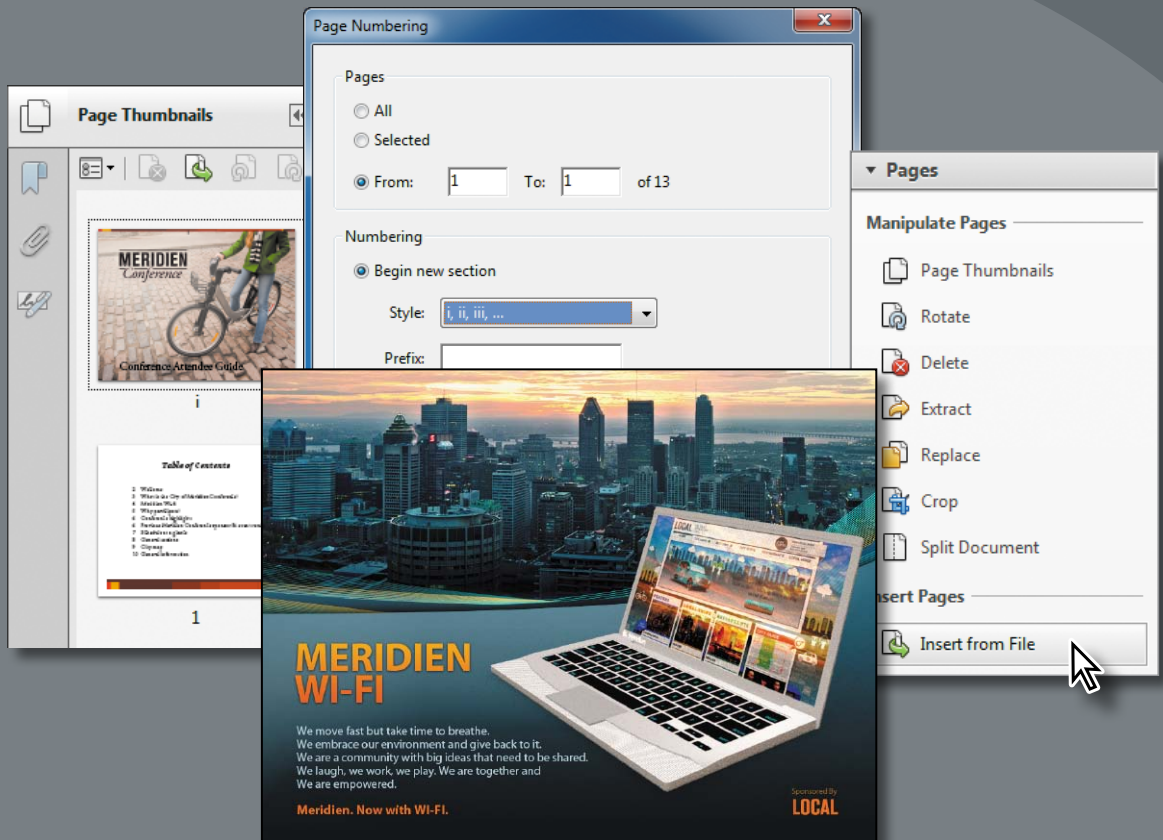 Page Numbering
Pages
All
Selected
From: 1 To: 1 of 13
Numbering
Begin new section
Style: i, ii, iii, ...
Prefix:
Page Thumbnails
MERIDIEN
Conference
Conference Attendee Guide
i
Table of Contents
2 Welcome
1
Pages
Manipulate Pages
Page Thumbnails
Rotate
Delete
Extract
Replace
Crop
Split Document
nsert Pages
Insert from File
LOCAL
MERIDIEN
WI-FI
We move fast but take time to breathe.
We embrace our environment and give back to it.
We are a community with big ideas that need to be shared.
We laugh, we work, we play. We are together and
We are empowered.
Meridien. Now with WI-FI.
Sponsored By
LOCAL